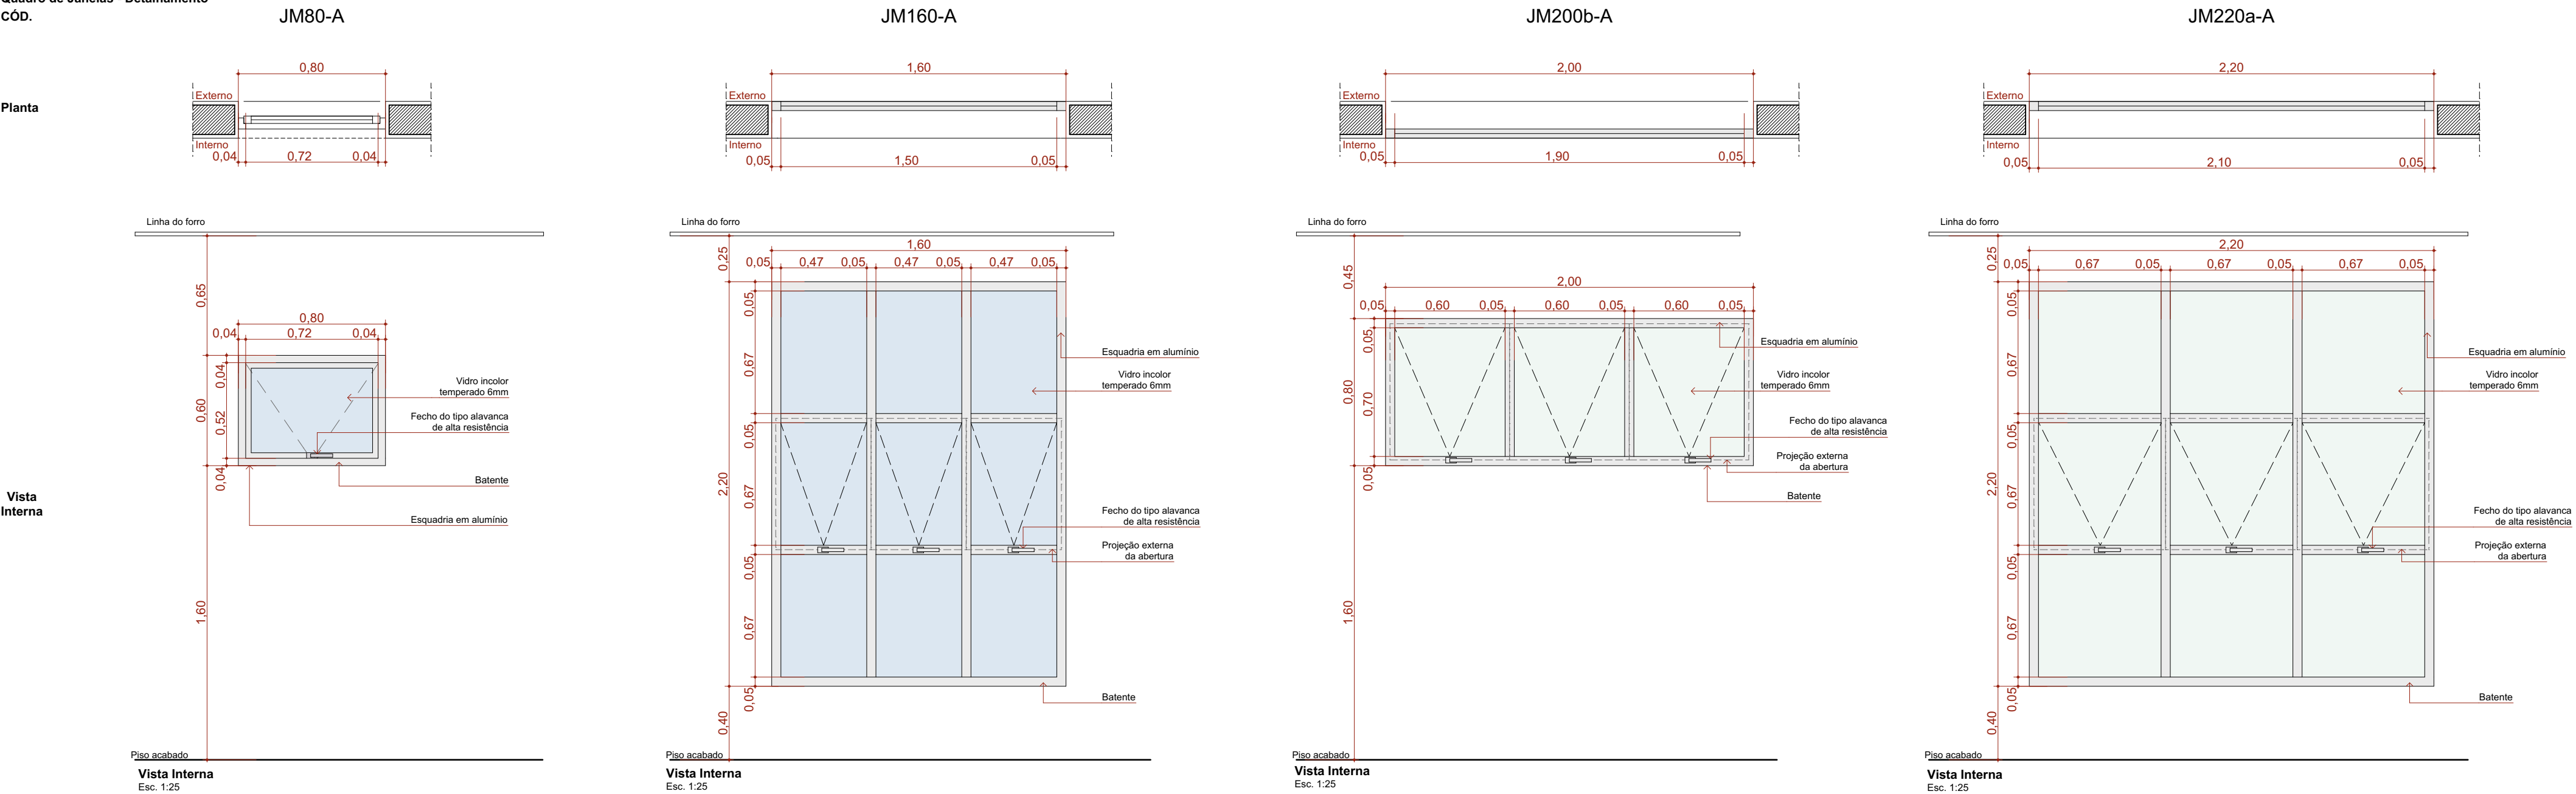 Quadro de Janelas - Detalhamento
CÓD.
JM80-A
JM160-A
JM200b-A
JM220a-A
Planta
0,80
Externo
Interno
0,04 0,72 0,04
1,60
Externo
Interno
0,05 1,50 0,05
2,00
Externo
Interno
0,05 1,90 0,05
2,20
Externo
Interno
0,05 2,10 0,05
Vista
Interna
Linha do forro
0,65
0,80
0,04 0,72 0,04
0,04
0,60
0,52
0,04
1,60
Vidro incolor
temperado 6mm
Fecho do tipo alavanca
de alta resistência
Batente
Esquadria em alumínio
Piso acabado
Vista Interna
Esc. 1:25
Linha do forro
0,25
1,60
0,05 0,47 0,05 0,47 0,05 0,47 0,05
0,05
0,67
0,05
2,20
0,67
0,05
0,67
0,05
0,40
Esquadria em alumínio
Vidro incolor
temperado 6mm
Fecho do tipo alavanca
de alta resistência
Projeção externa
da abertura
Batente
Piso acabado
Vista Interna
Esc. 1:25
Linha do forro
0,45
2,00
0,05 0,60 0,05 0,60 0,05 0,60 0,05
0,05
0,80
0,70
0,05
1,60
Esquadria em alumínio
Vidro incolor
temperado 6mm
Fecho do tipo alavanca
de alta resistência
Projeção externa
da abertura
Batente
Piso acabado
Vista Interna
Esc. 1:25
Linha do forro
0,25
2,20
0,05 0,67 0,05 0,67 0,05 0,67 0,05
0,05
0,67
0,05
2,20
0,67
0,05
0,67
0,05
0,40
Esquadria em alumínio
Vidro incolor
temperado 6mm
Fecho do tipo alavanca
de alta resistência
Projeção externa
da abertura
Batente
Piso acabado
Vista Interna
Esc. 1:25